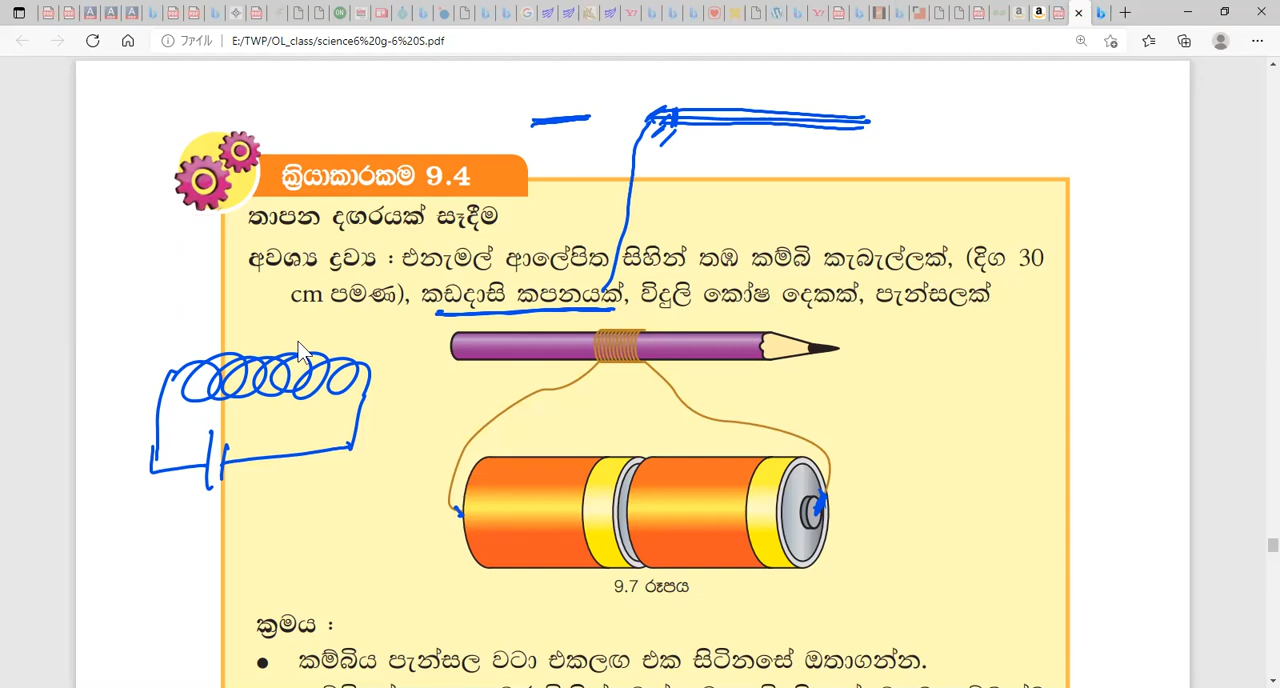 ファイル E:/TWP/OL_class/science6%20g-6%20S.pdf
ක්‍රියාකාරකම 9.4
තාපන දඟරයක් සෑදීම
අවශ්‍ය ද්‍රව්‍ය : එනැමල් ආලේපිත සිහින් තඹ කම්බි කැබැල්ලක්, (දිග 30
cm පමණ), කඩදාසි කපනයක්, විදුලි කෝෂ දෙකක්, පැන්සලක්
9.7 රූපය
ක්‍රමය :
● කම්බිය පැන්සල වටා එකලඟ එක සිටිනසේ ඔතාගන්න.